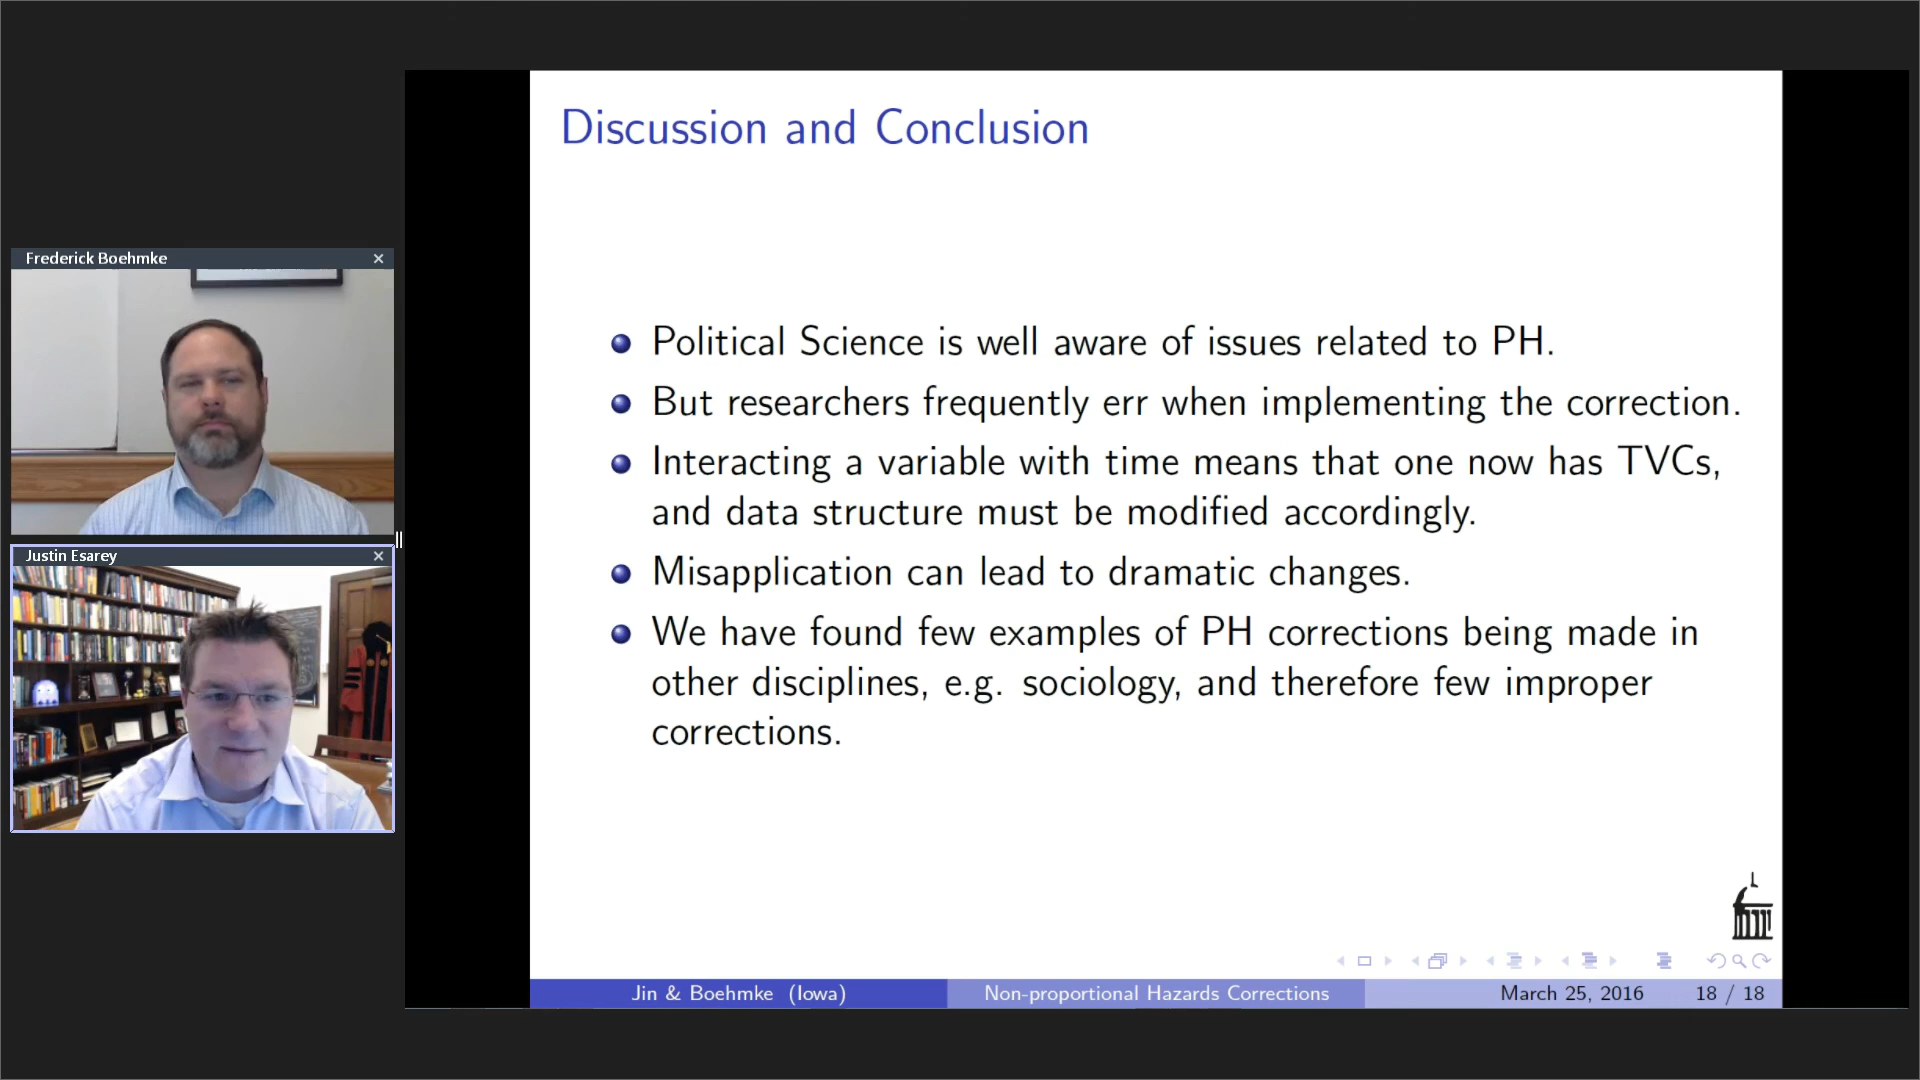 Frederick Boehmke
Justin Esarey
Discussion and Conclusion
Political Science is well aware of issues related to PH.
But researchers frequently err when implementing the correction.
Interacting a variable with time means that one now has TVCs,
and data structure must be modified accordingly.
Misapplication can lead to dramatic changes.
We have found few examples of PH corrections being made in
other disciplines, e.g. sociology, and therefore few improper
corrections.
Jin & Boehmke (Iowa) Non-proportional Hazards Corrections March 25, 2016 18 / 18